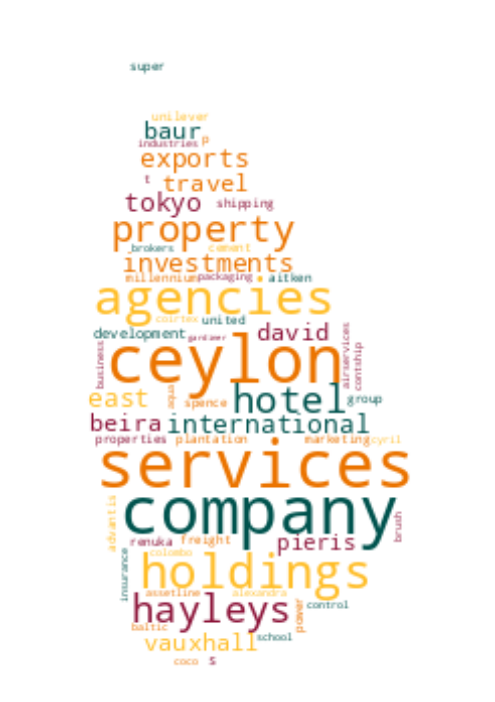 super
unilever
baur
industries p
exports
t travel
tokyo shipping
property
brokers cement
investments
millennium packaging aitken
agencies
coirtex united
development gardiner david
airservices
contship
business
ceylon
east aqua spence hotel group
beira international
properties plantation marketing cyril
services
advantis company brush
renuka freight pieris
colombo
insurance holdings
assetline alexandra
hayleys power control
baltic
vauxhall school
coco s